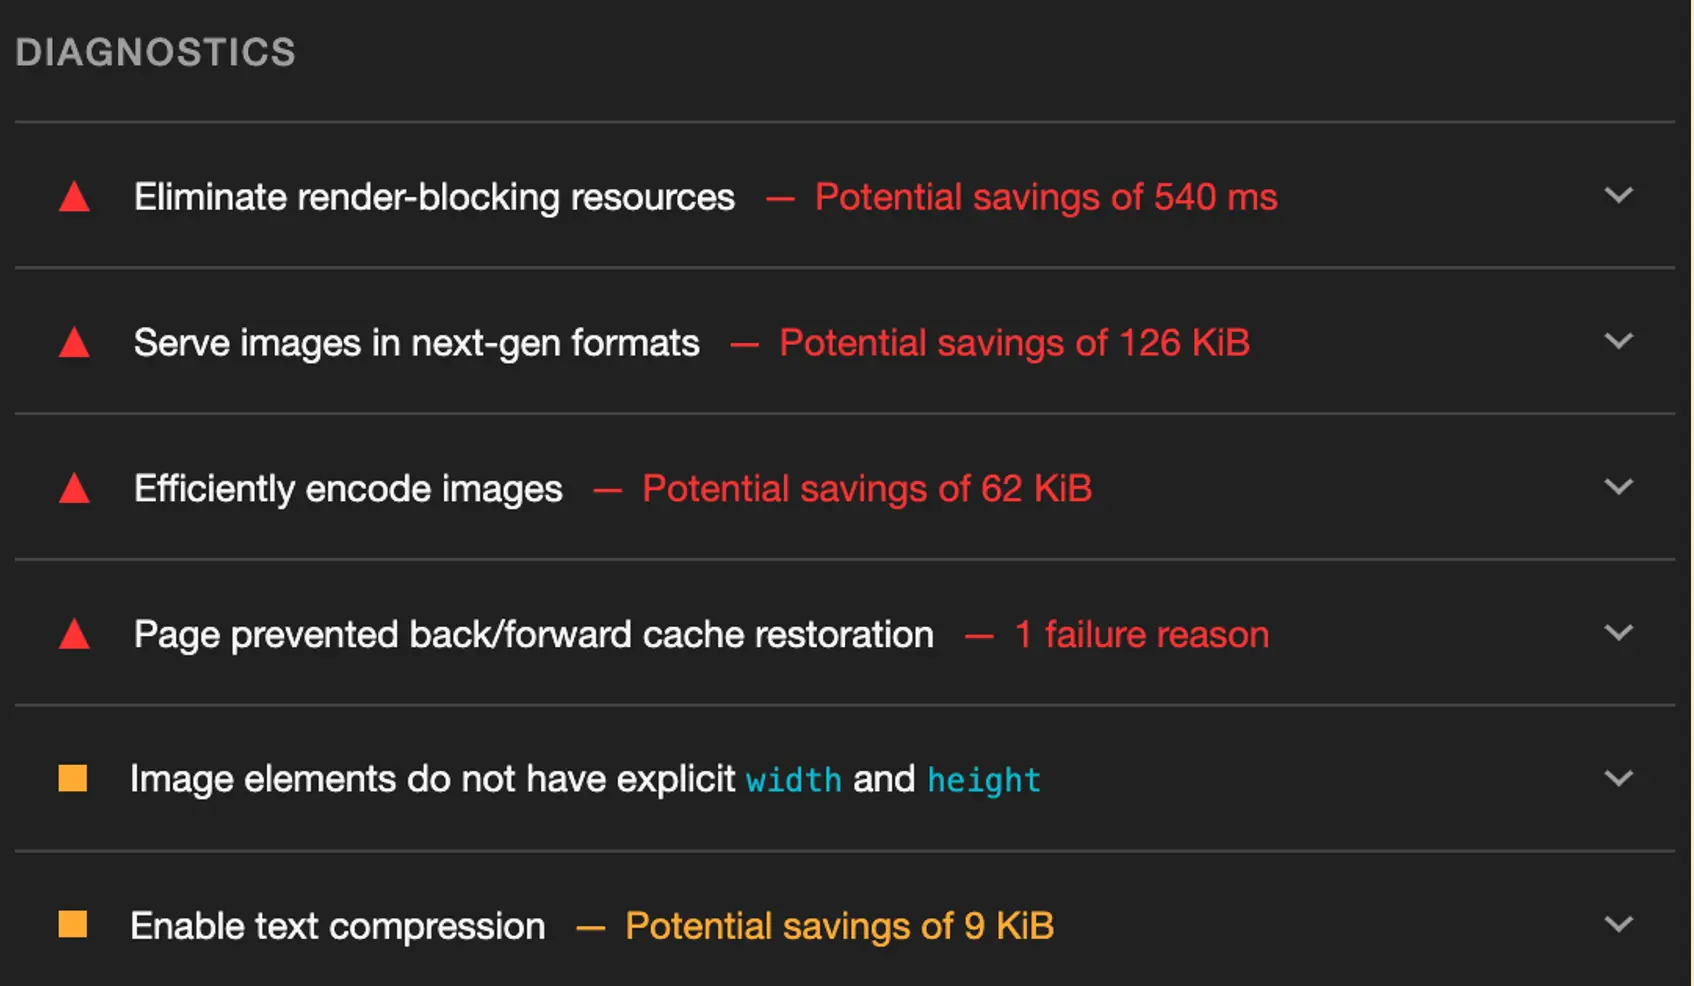 DIAGNOSTICS
Eliminate render-blocking resources — Potential savings of 540 ms
Serve images in next-gen formats — Potential savings of 126 KiB
Efficiently encode images — Potential savings of 62 KiB
Page prevented back/forward cache restoration — 1 failure reason
Image elements do not have explicit width and height
Enable text compression — Potential savings of 9 KiB